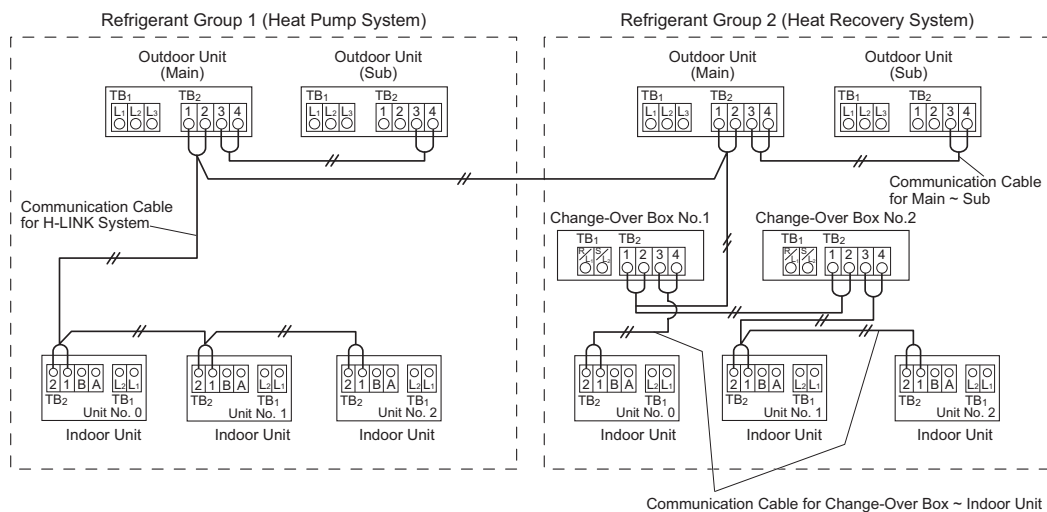 Refrigerant Group 1 (Heat Pump System)
Refrigerant Group 2 (Heat Recovery System)
Outdoor Unit
(Main)
TB1 TB2
L1 L2 L3 1 2 3 4
Outdoor Unit
(Sub)
TB1 TB2
L1 L2 L3 1 2 3 4
Outdoor Unit
(Main)
TB1 TB2
L1 L2 L3 1 2 3 4
Outdoor Unit
(Sub)
TB1 TB2
L1 L2 L3 1 2 3 4
Communication Cable
for Main ~ Sub
Communication Cable
for H-LINK System
Change-Over Box No.1
TB1 TB2
R/L1 S/L2 1 2 3 4
Change-Over Box No.2
TB1 TB2
R/L1 S/L2 1 2 3 4
2 1 B A L2 L1
TB2 TB1
Unit No. 0
Indoor Unit
2 1 B A L2 L1
TB2 TB1
Unit No. 1
Indoor Unit
2 1 B A L2 L1
TB2 TB1
Unit No. 2
Indoor Unit
2 1 B A L2 L1
TB2 TB1
Unit No. 0
Indoor Unit
2 1 B A L2 L1
TB2 TB1
Unit No. 1
Indoor Unit
2 1 B A L2 L1
TB2 TB1
Unit No. 2
Indoor Unit
Communication Cable for Change-Over Box ~ Indoor Unit